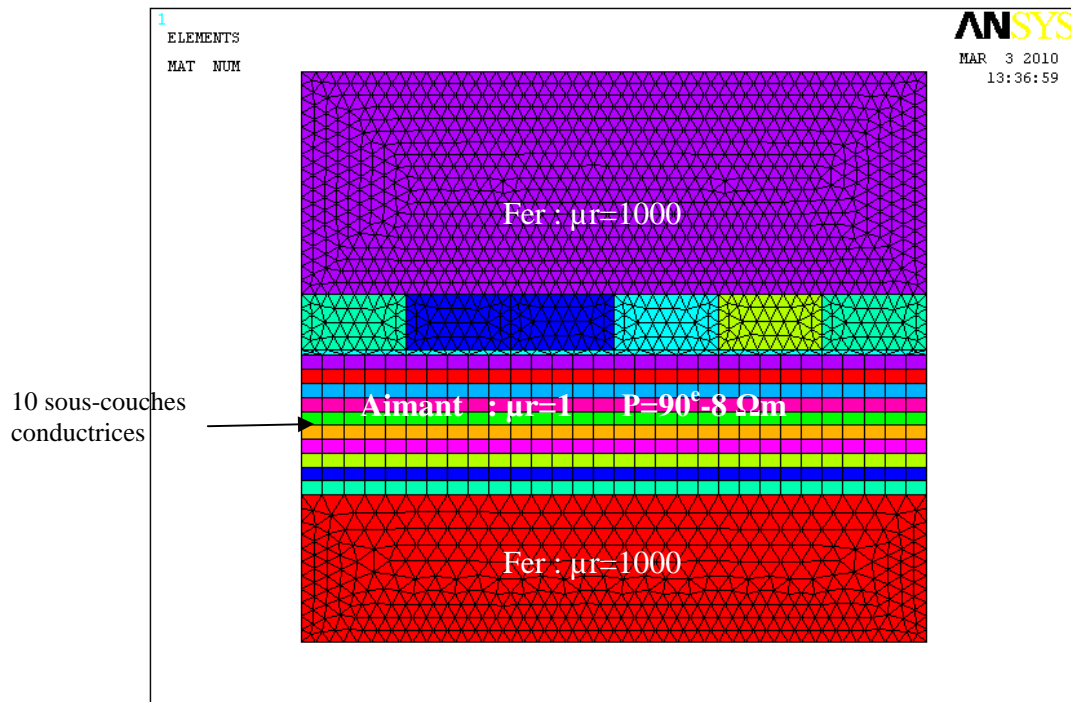 1
ELEMENTS
MAT NUM
ANSYS
MAR 3 2010
13:36:59
Fer : µr=1000
10 sous-couches
conductrices
Aimant : µr=1 P=90e-8 Ωm
Fer : µr=1000